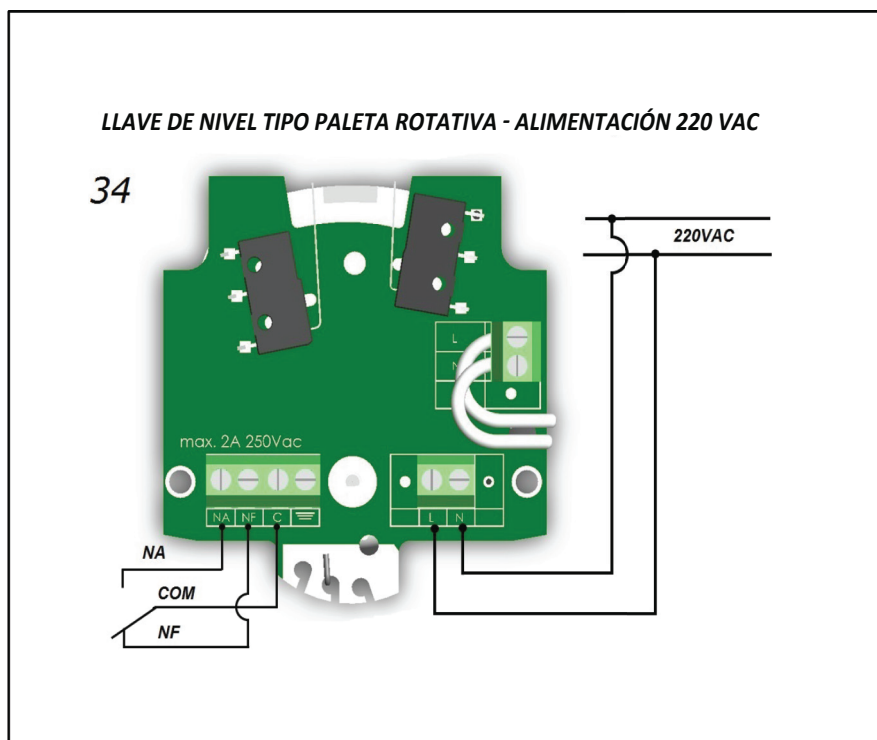 LLAVE DE NIVEL TIPO PALETA ROTATIVA - ALIMENTACIÓN 220 VAC
34
220VAC
L
N
max. 2A 250Vac
NA NF C
L N
NA
COM
NF